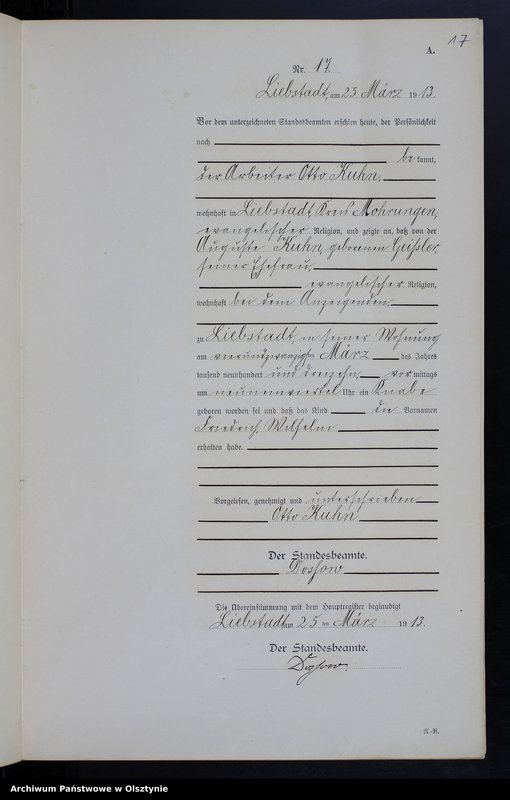 17
A.
Nr. 17.
Liebstadt, am 25 März 1913.
Vor dem unterzeichneten Standesbeamten erschien heute, der Persönlichkeit
nach
bekannt,
der Arbeiter Otto Kuhn,
wohnhaft in Liebstadt, Kreis Mohrungen,
evangelischer Religion, und zeigte an, daß von der
Auguste Kuhn, geborenen Geißler,
seiner Ehefrau,
evangelischer Religion,
wohnhaft bei dem Anzeigenden,
zu Liebstadt, in seiner Wohnung
am vierundzwanzigsten März des Jahres
tausend neunhundert und dreizehn, vormittags
um neuneinviertel Uhr ein Knabe
geboren worden sei und daß das Kind die Vornamen
Friedrich Wilhelm
erhalten habe.
Vorgelesen, genehmigt und unterschrieben
Otto Kuhn
Der Standesbeamte.
Die Übereinstimmung mit dem Hauptregister beglaubigt
Liebstadt, am 25 ten März 1913.
Der Standesbeamte.
R.-R.
Archiwum Państwowe w Olsztynie